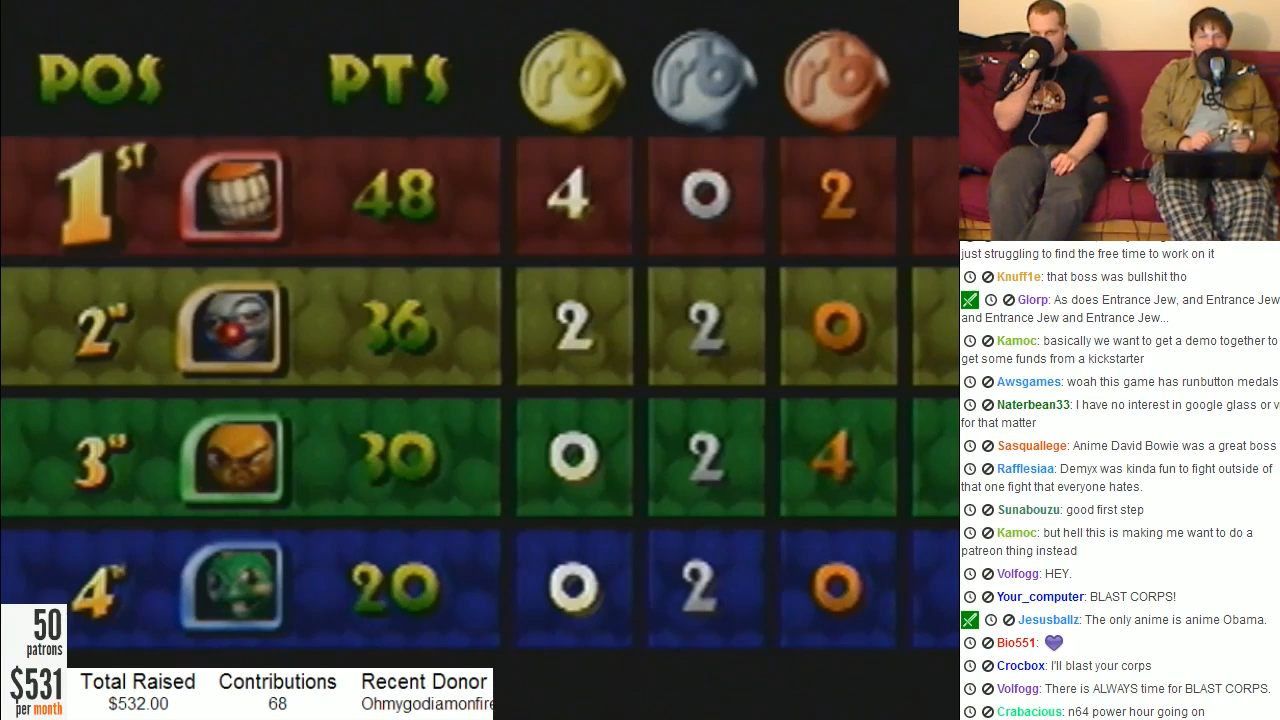 POS PTS rb rb rb
1ST 48 4 0 2
2ND 36 2 2 0
3RD 30 0 2 4
4TH 20 0 2 0
50
patrons
$531
per month
Total Raised Contributions Recent Donor
$532.00 68 Ohmygodiamonfire
just struggling to find the free time to work on it
Knuff1e: that boss was bullshit tho
Glorp: As does Entrance Jew, and Entrance Jew
and Entrance Jew and Entrance Jew...
Kamoc: basically we want to get a demo together to
get some funds from a kickstarter
Awsgames: woah this game has runbutton medals
Naterbean33: I have no interest in google glass or
for that matter
Sasquallege: Anime David Bowie was a great boss
Rafflesiaa: Demyx was kinda fun to fight outside of
that one fight that everyone hates.
Sunabouzu: good first step
Kamoc: but hell this is making me want to do a
patreon thing instead
Volfogg: HEY.
Your_computer: BLAST CORPS!
Jesusballz: The only anime is anime Obama.
Bio551:
Crocbox: I'll blast your corps
Volfogg: There is ALWAYS time for BLAST CORPS.
Crabacious: n64 power hour going on